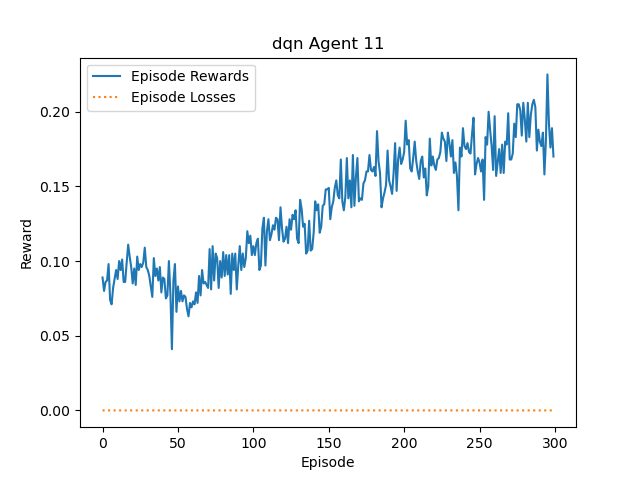 dqn Agent 11
Episode Rewards
Episode Losses
Reward
0.20
0.15
0.10
0.05
0.00
0 50 100 150 200 250 300
Episode